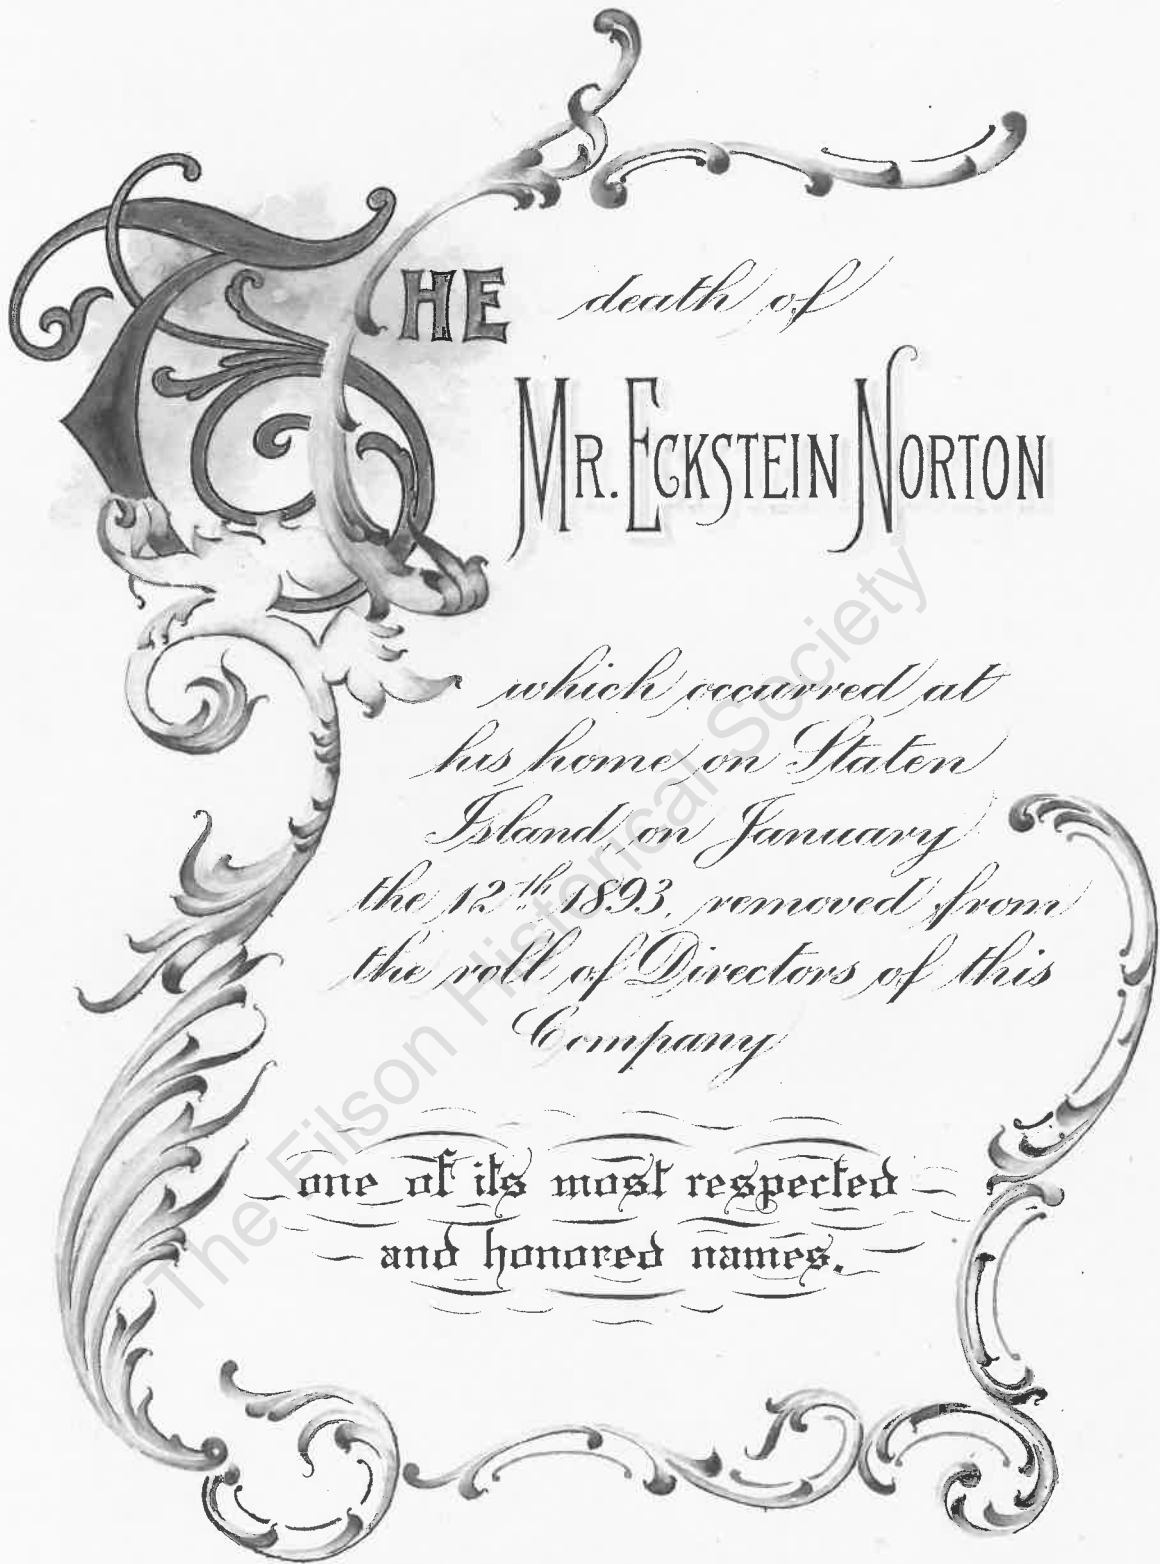 THE death of
MR. ECKSTEIN NORTON
which occurred at
his home on Staten
Island, on January
the 12th 1893, removed from
the roll of Directors of this
Company
one of its most respected
and honored names.
The Filson Historical Society